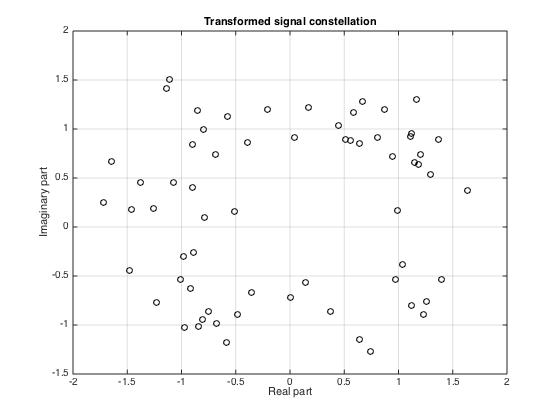 Transformed signal constellation
2
1.5
1
0.5
0
-0.5
-1
-1.5
Imaginary part
-2 -1.5 -1 -0.5 0 0.5 1 1.5 2
Real part